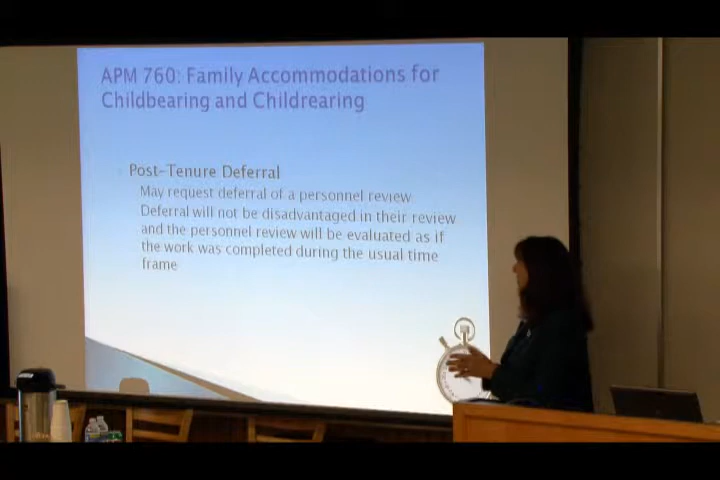 APM 760: Family Accommodations for
Childbearing and Childrearing
Post-Tenure Deferral
May request deferral of a personnel review
Deferral will not be disadvantaged in their review
and the personnel review will be evaluated as if
the work was completed during the usual time
frame